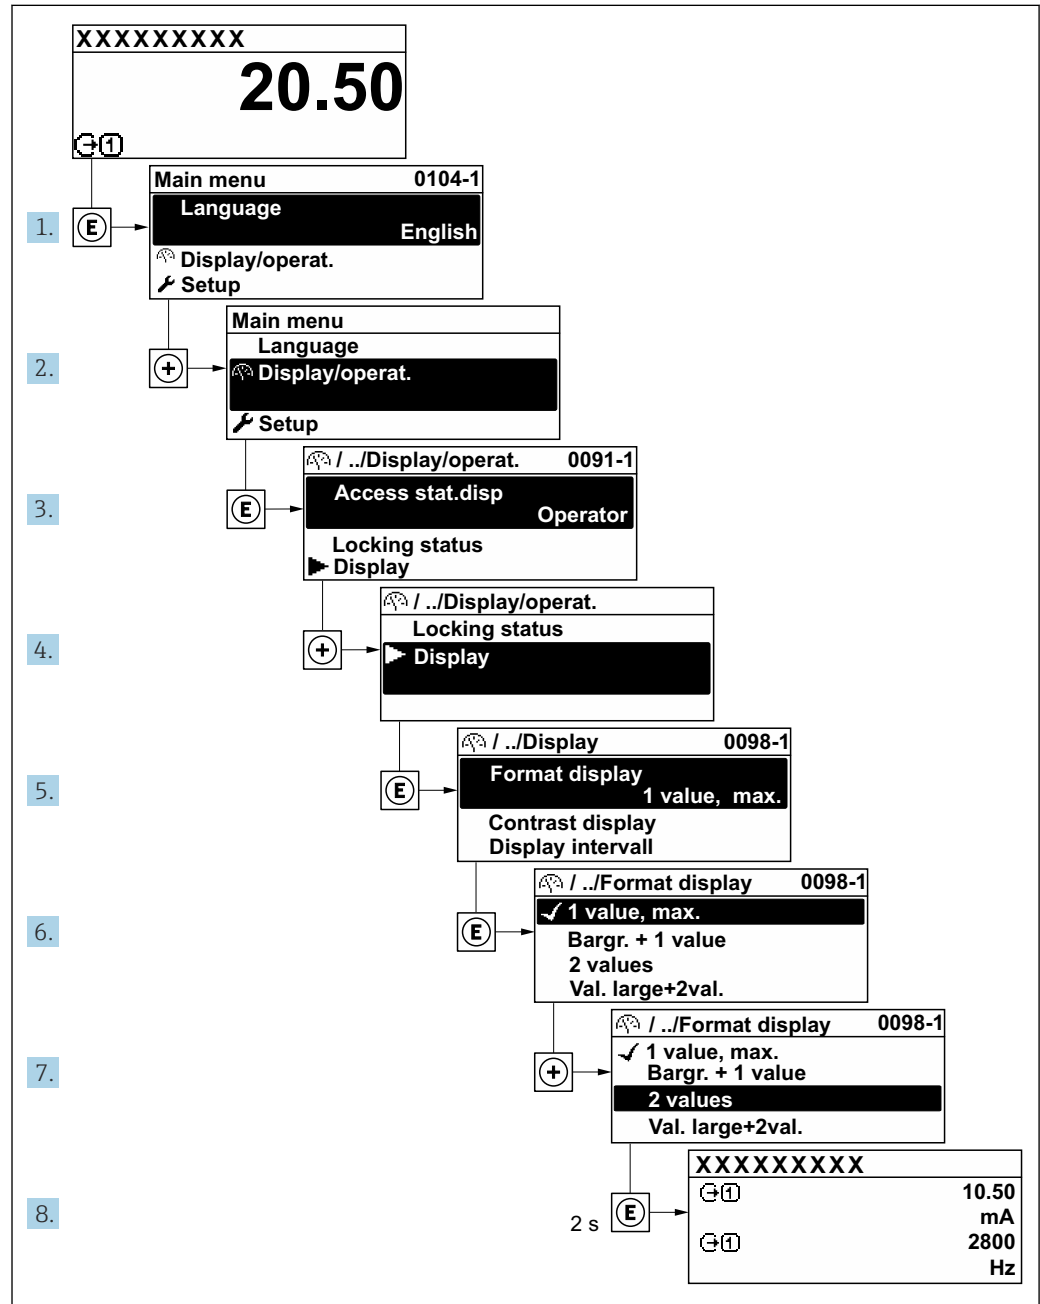 XXXXXXXXX
20.50
1
Main menu 0104-1
Language
1. E English
Display/operat.
Setup
Main menu
Language
2. + Display/operat.
Setup
/ ../Display/operat. 0091-1
Access stat.disp
3. E Operator
Locking status
Display
/ ../Display/operat.
Locking status
4. + Display
/ ../Display 0098-1
Format display
5. E 1 value, max.
Contrast display
Display intervall
/ ../Format display 0098-1
1 value, max.
6. E Bargr. + 1 value
2 values
Val. large+2val.
/ ../Format display 0098-1
1 value, max.
7. + Bargr. + 1 value
2 values
Val. large+2val.
XXXXXXXXX
1 10.50
8. 2 s E mA
1 2800
Hz